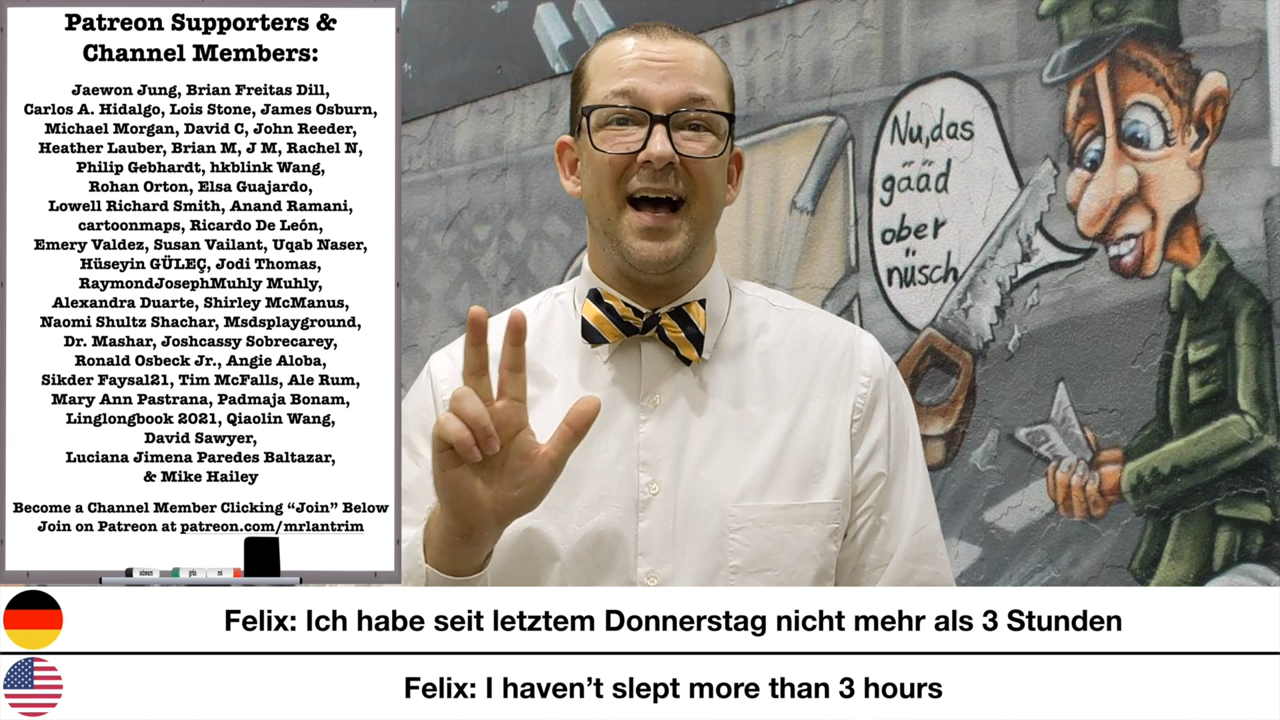 Patreon Supporters &
Channel Members:
Jaewon Jung, Brian Freitas Dill,
Carlos A. Hidalgo, Lois Stone, James Osburn,
Michael Morgan, David C, John Reeder,
Heather Lauber, Brian M, J M, Rachel N,
Philip Gebhardt, hkblink Wang,
Rohan Orton, Elsa Guajardo,
Lowell Richard Smith, Anand Ramani,
cartoonmaps, Ricardo De León,
Emery Valdez, Susan Vailant, Uqab Naser,
Hüseyin GÜLEÇ, Jodi Thomas,
RaymondJosephMuhly Muhly,
Alexandra Duarte, Shirley McManus,
Naomi Shultz Shachar, Msdsplayground,
Dr. Mashar, Joshcassy Sobrecarey,
Ronald Osbeck Jr., Angie Aloba,
Sikder Faysal21, Tim McFalls, Ale Rum,
Mary Ann Pastrana, Padmaja Bonam,
Linglongbook 2021, Qiaolin Wang,
David Sawyer,
Luciana Jimena Paredes Baltazar,
& Mike Hailey
Become a Channel Member Clicking “Join” Below
Join on Patreon at patreon.com/mrlantrim
schwarz grün rot
Nu,das
gääd
ober
nüsch
Felix: Ich habe seit letztem Donnerstag nicht mehr als 3 Stunden
Felix: I haven’t slept more than 3 hours